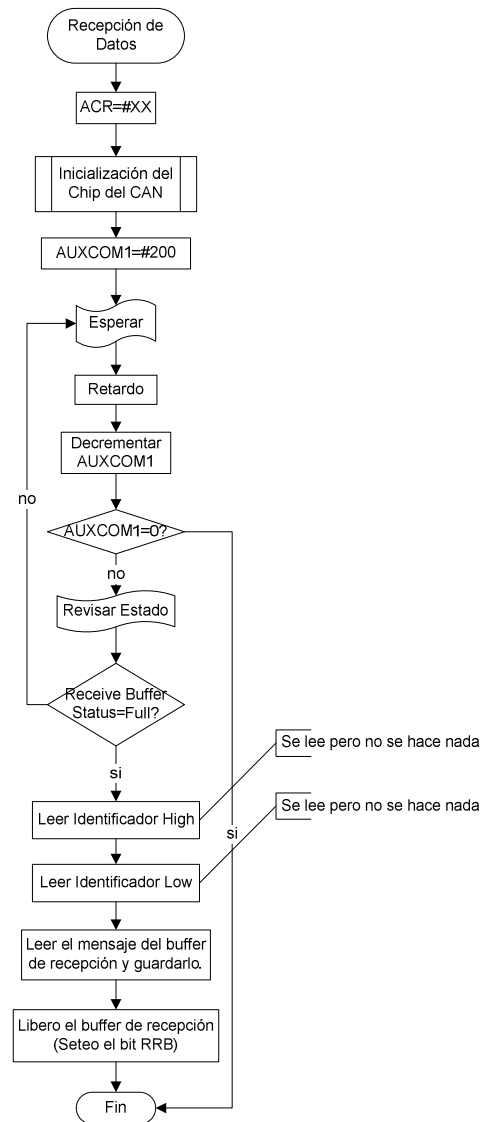 Recepción de
Datos
ACR=#XX
Inicialización del
Chip del CAN
AUXCOM1=#200
Esperar
Retardo
Decrementar
AUXCOM1
no
AUXCOM1=0?
no
Revisar Estado
Receive Buffer
Status=Full?
si
Se lee pero no se hace nada
Leer Identificador High
Se lee pero no se hace nada
si
Leer Identificador Low
Leer el mensaje del buffer
de recepción y guardarlo.
Libero el buffer de recepción
(Seteo el bit RRB)
Fin